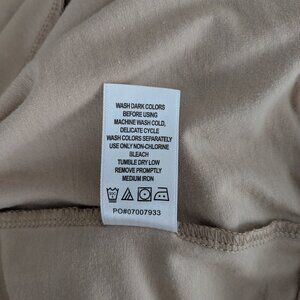 WASH DARK COLORS
BEFORE USING
MACHINE WASH COLD,
DELICATE CYCLE
WASH COLORS SEPARATELY
USE ONLY NON-CHLORINE
BLEACH
TUMBLE DRY LOW
REMOVE PROMPTLY
MEDIUM IRON
PO#07007933